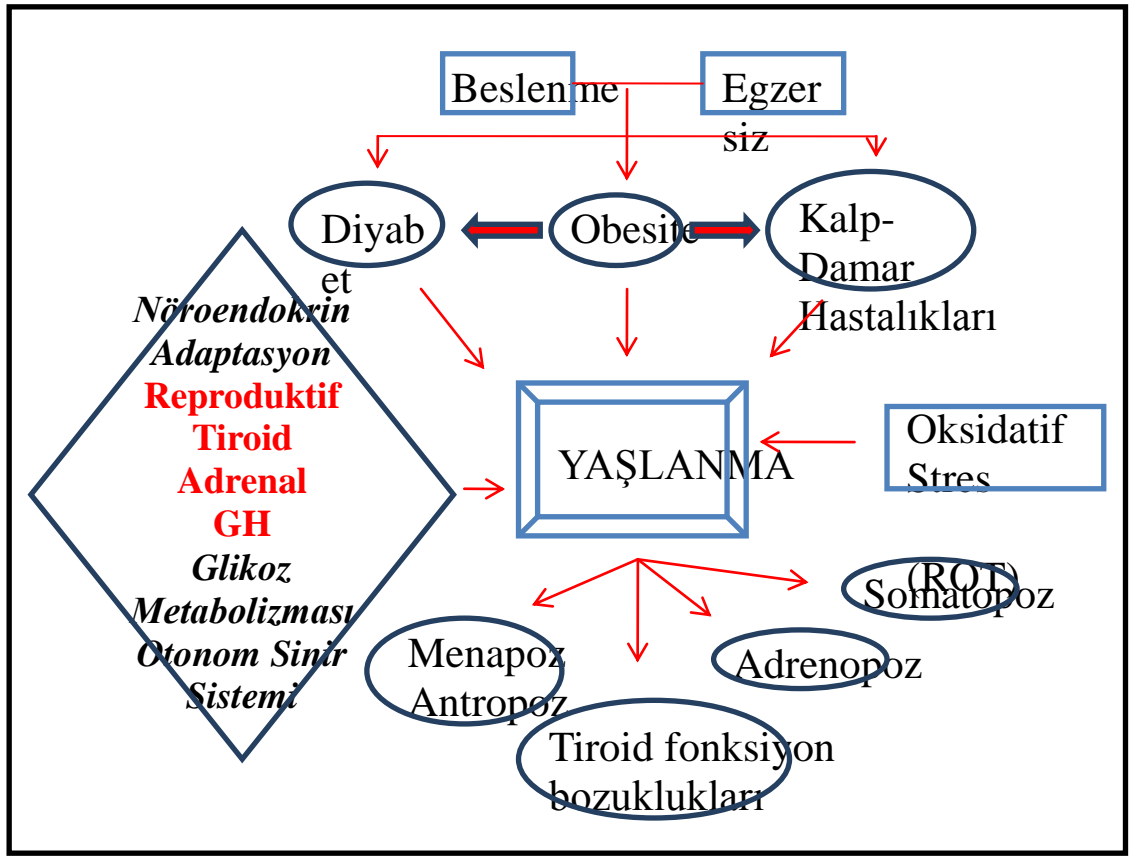 Beslenme
Egzer
siz
Diyab
et
Obesite
Kalp-
Damar
Hastalıkları
Nöroendokrin
Adaptasyon
Reproduktif
Tiroid
Adrenal
GH
Glikoz
Metabolizması
Otonom Sinir
Sistemi
YAŞLANMA
Oksidatif
Stres
(ROT)
Somatopoz
Adrenopoz
Menapoz
Antropoz
Tiroid fonksiyon
bozuklukları